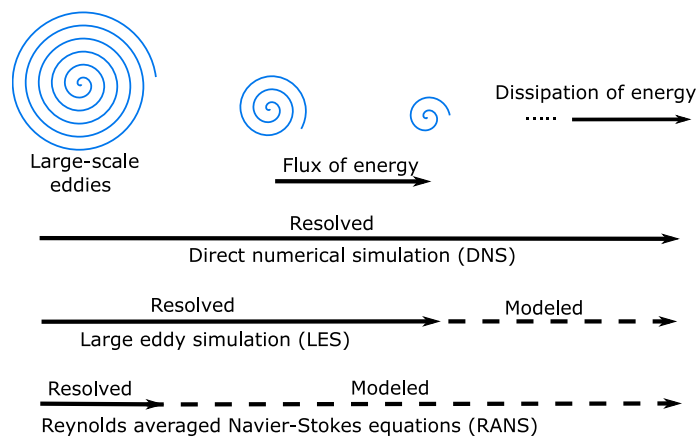 Dissipation of energy
Large-scale
eddies
Flux of energy
Resolved
Direct numerical simulation (DNS)
Resolved
Modeled
Large eddy simulation (LES)
Resolved
Modeled
Reynolds averaged Navier-Stokes equations (RANS)